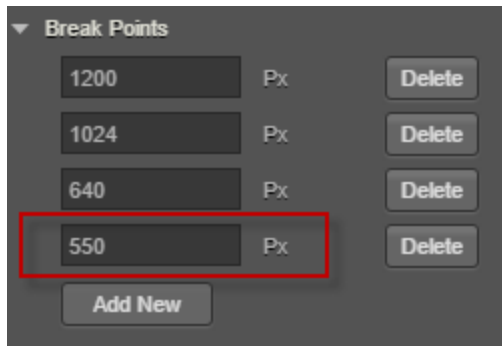 Break Points
1200 Px Delete
1024 Px Delete
640 Px Delete
550 Px Delete
Add New